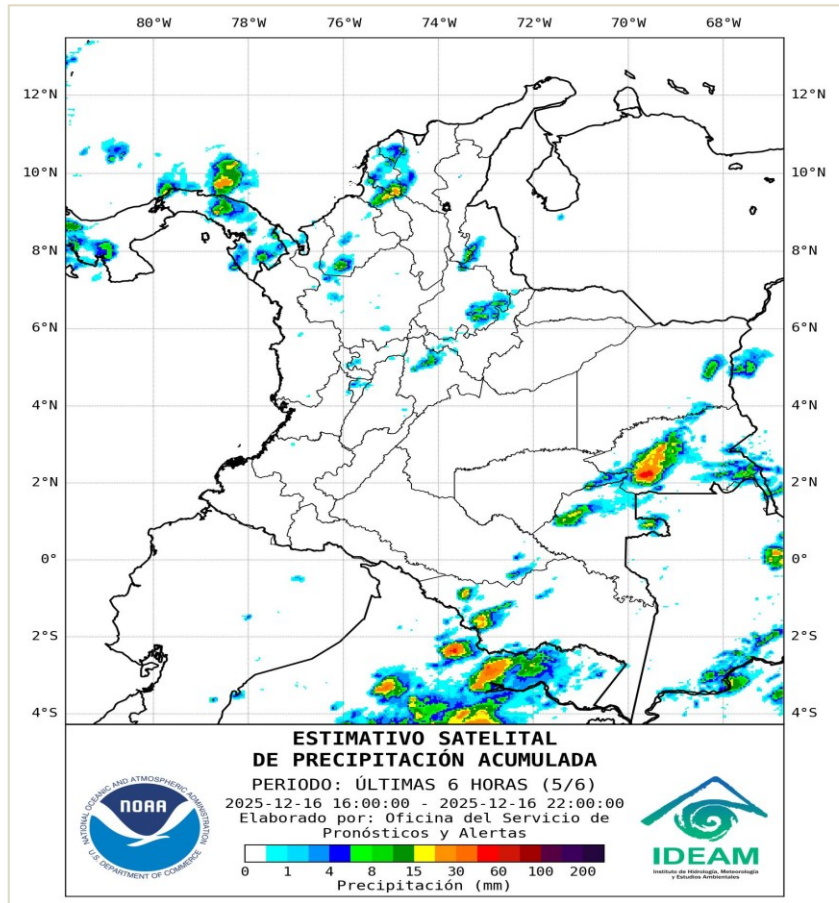 80°W 78°W 76°W 74°W 72°W 70°W 68°W
12°N 12°N
10°N 10°N
8°N 8°N
6°N 6°N
4°N 4°N
2°N 2°N
0° 0°
2°S 2°S
4°S 4°S
ESTIMATIVO SATELITAL
DE PRECIPITACIÓN ACUMULADA
PERIODO: ÚLTIMAS 6 HORAS (5/6)
2025-12-16 16:00:00 - 2025-12-16 22:00:00
Elaborado por: Oficina del Servicio de
Pronósticos y Alertas
0 1 4 8 15 30 60 100 200
Precipitación (mm)
NATIONAL OCEANIC AND ATMOSPHERIC ADMINISTRATION
NOAA
U.S. DEPARTMENT OF COMMERCE
IDEAM
Instituto de Hidrología, Meteorología
y Estudios Ambientales